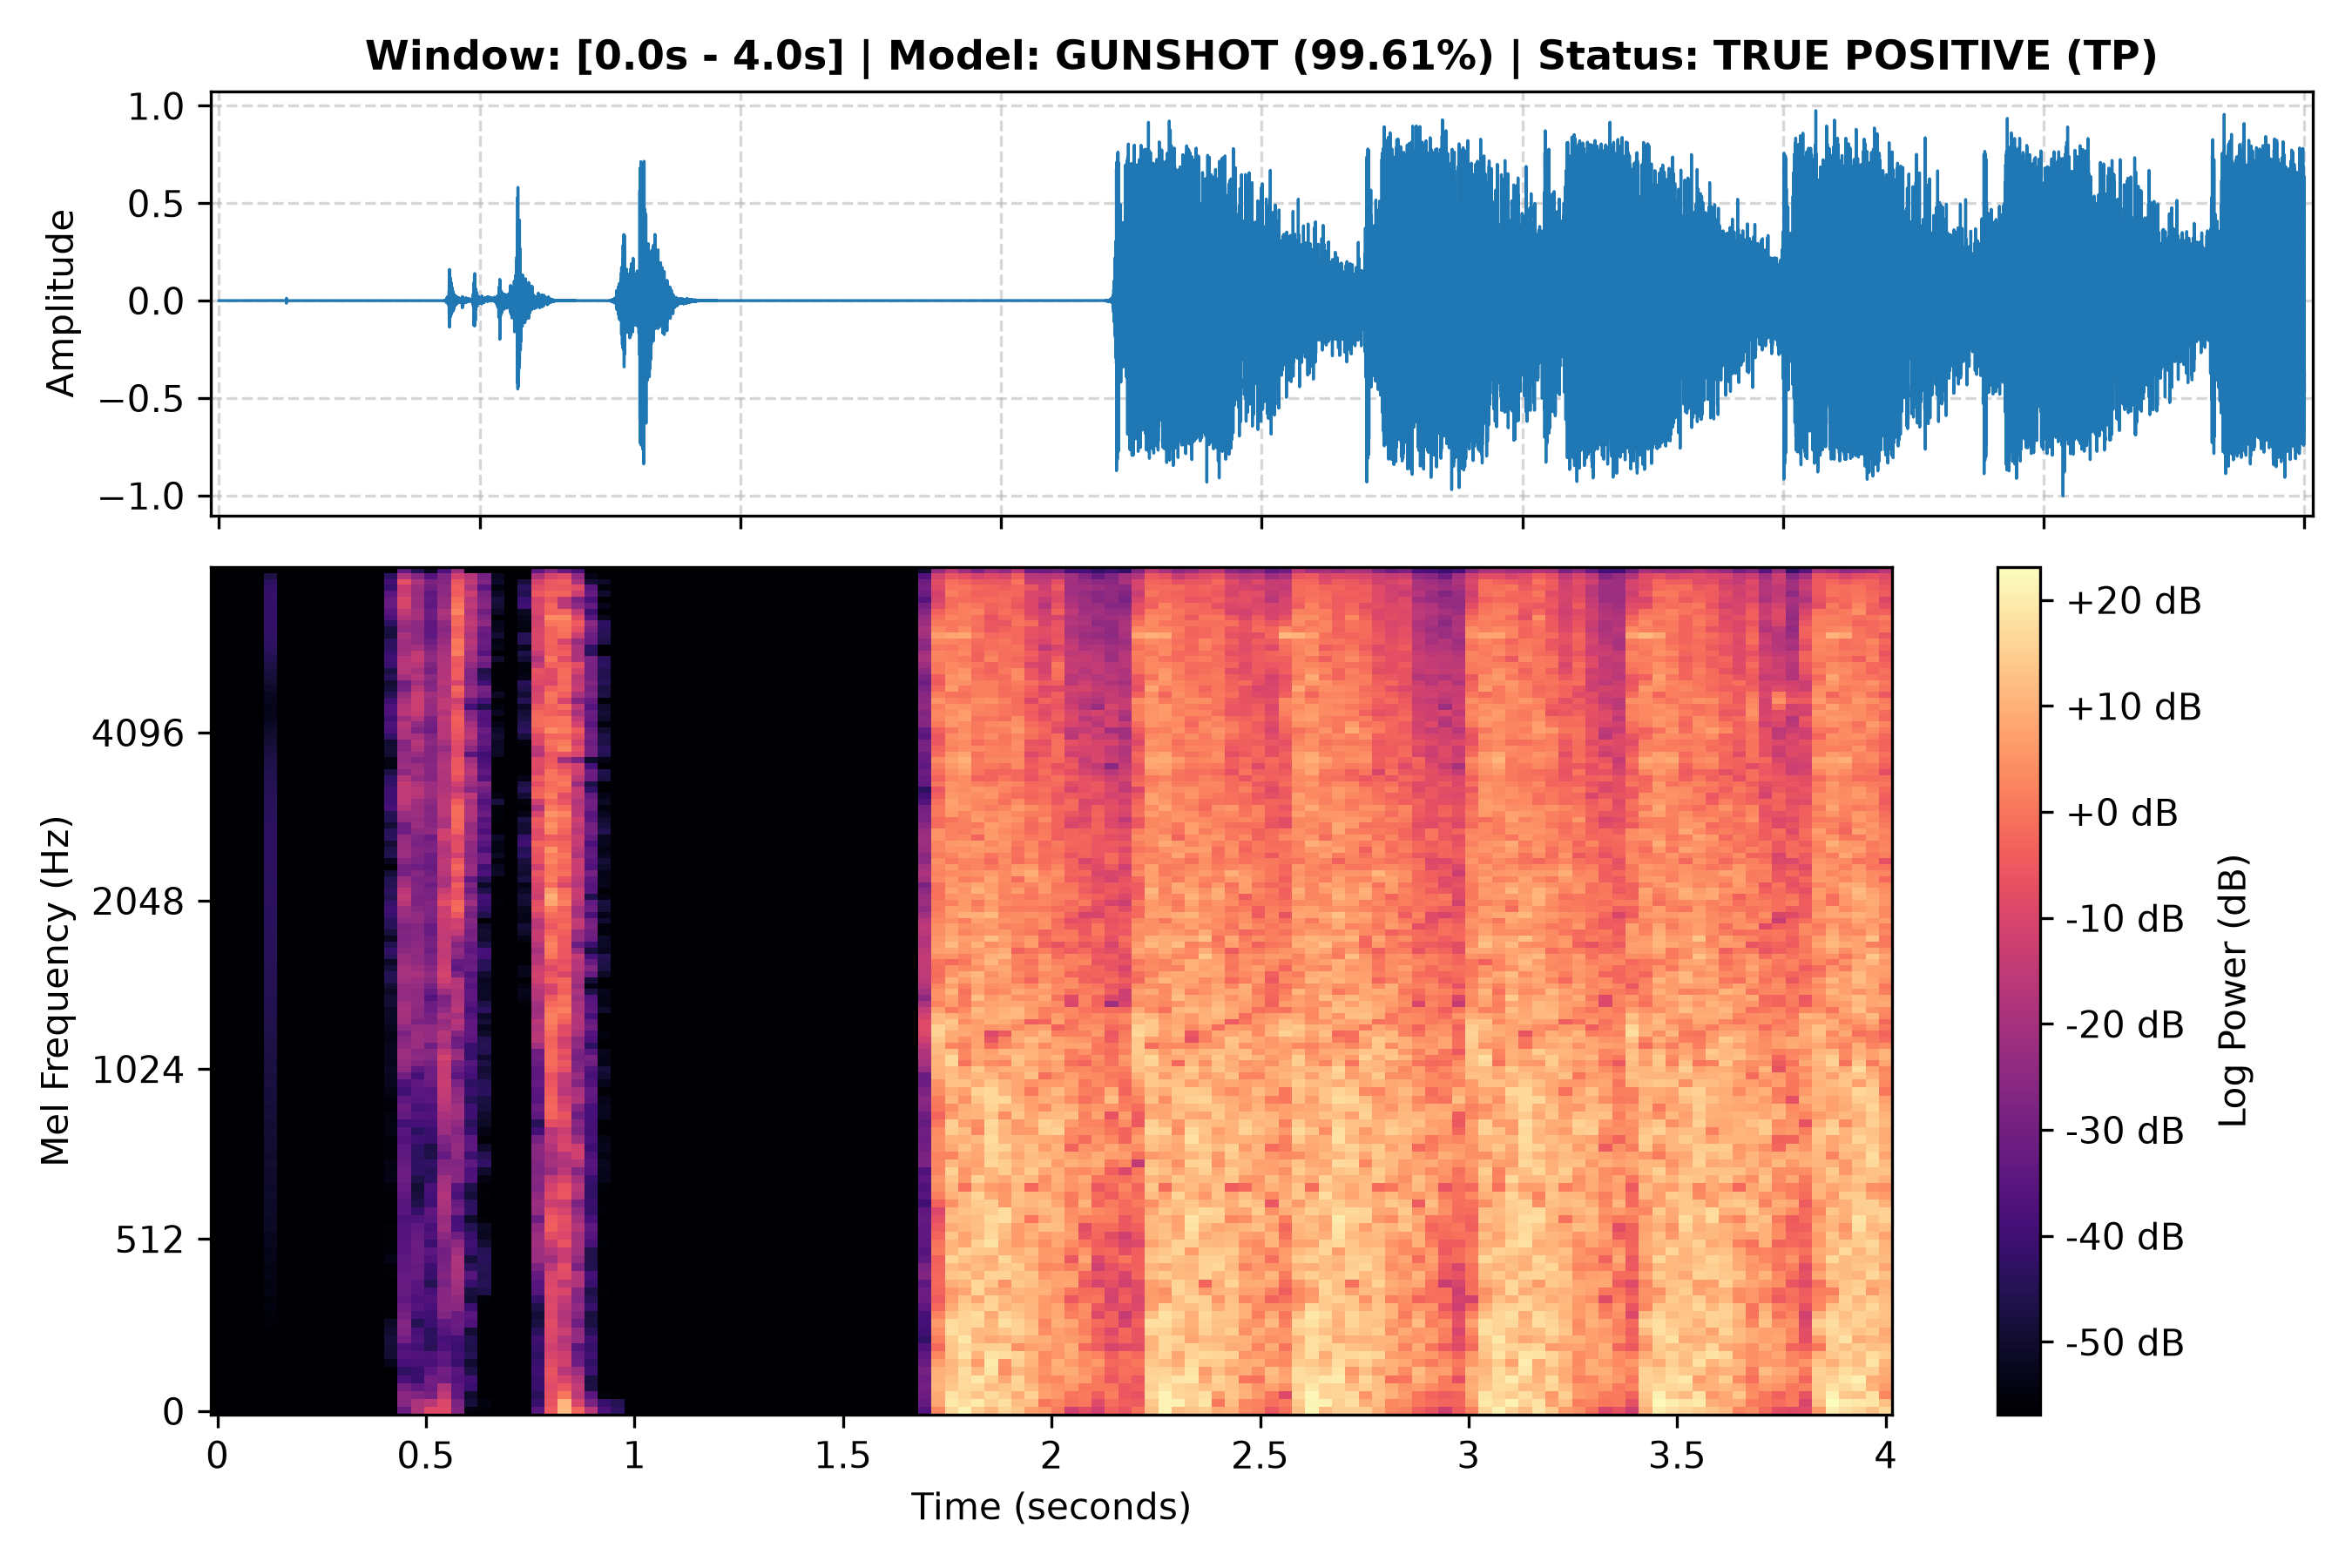 Window: [0.0s - 4.0s] | Model: GUNSHOT (99.61%) | Status: TRUE POSITIVE (TP)
1.0
0.5
0.0
−0.5
−1.0
Amplitude
4096
2048
1024
512
0
Mel Frequency (Hz)
0 0.5 1 1.5 2 2.5 3 3.5 4
Time (seconds)
+20 dB
+10 dB
+0 dB
-10 dB
-20 dB
-30 dB
-40 dB
-50 dB
Log Power (dB)